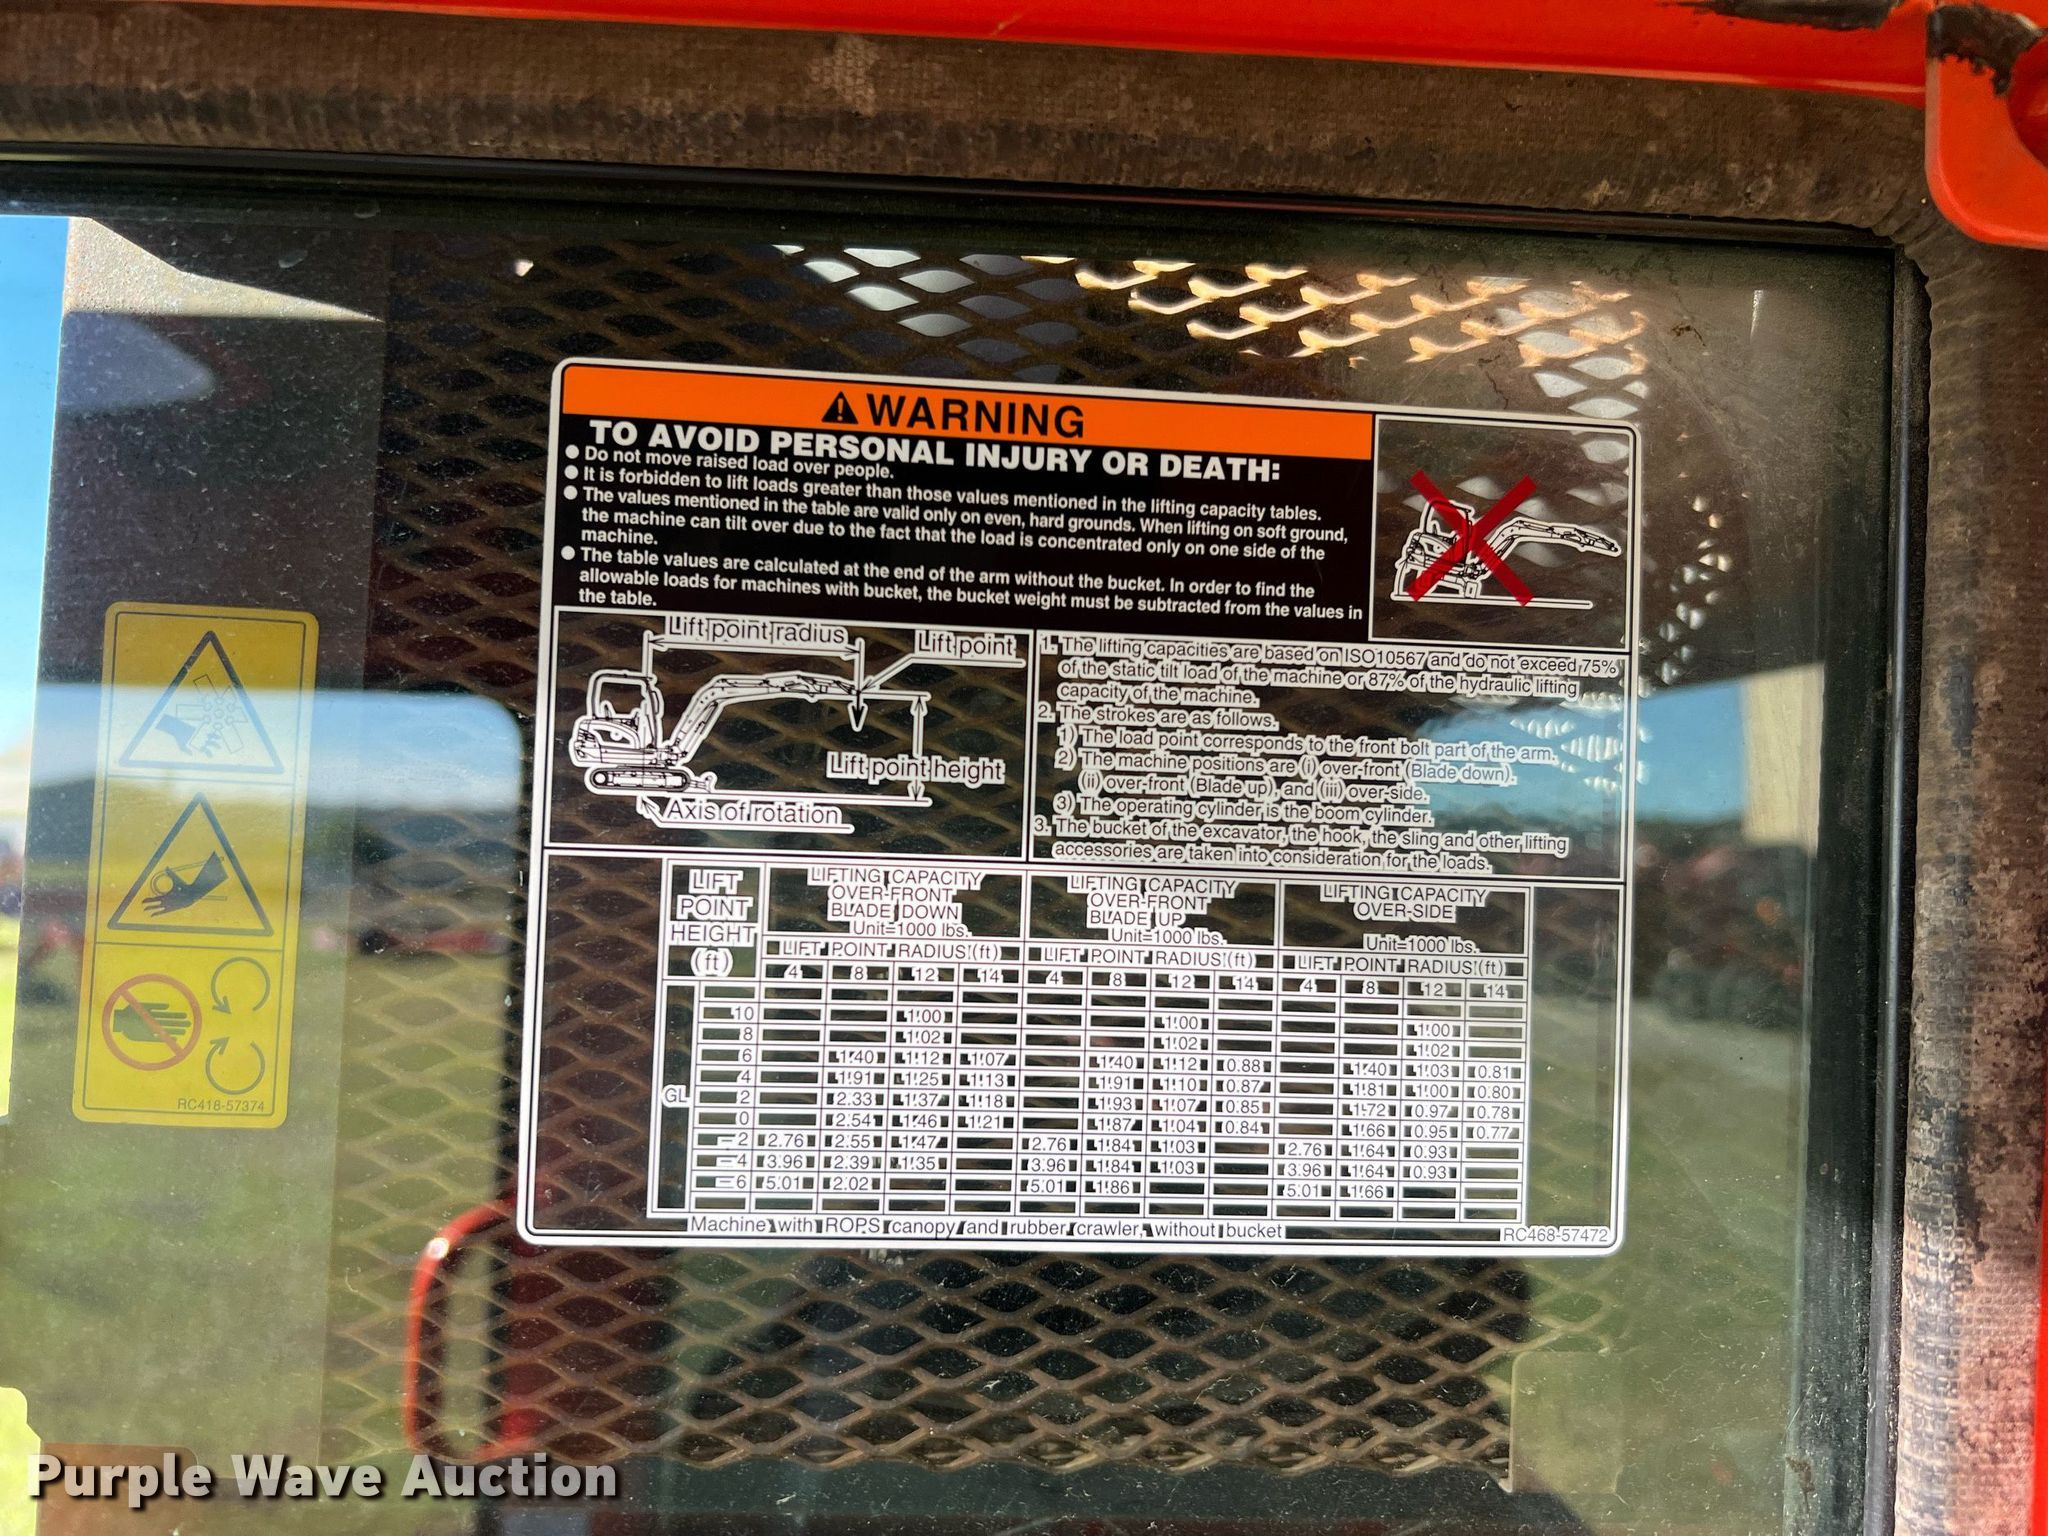 WARNING
TO AVOID PERSONAL INJURY OR DEATH:
● Do not move raised load over people.
● It is forbidden to lift loads greater than those values mentioned in the lifting capacity tables.
● The values mentioned in the table are valid only on even, hard grounds. When lifting on soft ground,
the machine can tilt over due to the fact that the load is concentrated only on one side of the
machine.
● The table values are calculated at the end of the arm without the bucket. In order to find the
allowable loads for machines with bucket, the bucket weight must be subtracted from the values in
the table.
Lift point radius
Lift point
Lift point height
Axis of rotation
1. The lifting capacities are based on ISO10567 and do not exceed 75%
of the static tilt load of the machine or 87% of the hydraulic lifting
capacity of the machine.
2. The strokes are as follows.
1) The load point corresponds to the front bolt part of the arm.
2) The machine positions are (i) over-front (Blade down),
(ii) over-front (Blade up), and (iii) over-side.
3) The operating cylinder is the boom cylinder.
3. The bucket of the excavator, the hook, the sling and other lifting
accessories are taken into consideration for the loads.
LIFT
POINT
HEIGHT
(ft)
LIFTING CAPACITY
OVER-FRONT
BLADE DOWN
Unit=1000 lbs.
LIFTING CAPACITY
OVER-FRONT
BLADE UP
Unit=1000 lbs.
LIFTING CAPACITY
OVER-SIDE
Unit=1000 lbs.
LIFT POINT RADIUS (ft) LIFT POINT RADIUS (ft) LIFT POINT RADIUS (ft)
4 8 12 14 4 8 12 14 4 8 12 14
10 1.00 1.00 1.00
8 1.02 1.02 1.02
6 1.40 1.12 1.07 1.40 1.12 0.88 1.40 1.03 0.81
4 1.91 1.25 1.13 1.91 1.10 0.87 1.81 1.00 0.80
GL 2 2.33 1.37 1.18 1.93 1.07 0.85 1.72 0.97 0.78
0 2.54 1.46 1.21 1.87 1.04 0.84 1.66 0.95 0.77
-2 2.76 2.55 1.47 2.76 1.84 1.03 2.76 1.64 0.93
-4 3.96 2.39 1.35 3.96 1.84 1.03 3.96 1.64 0.93
-6 5.01 2.02 5.01 1.86 5.01 1.66
Machine with ROPS canopy and rubber crawler, without bucket
RC468-57472
RC418-57374
Purple Wave Auction